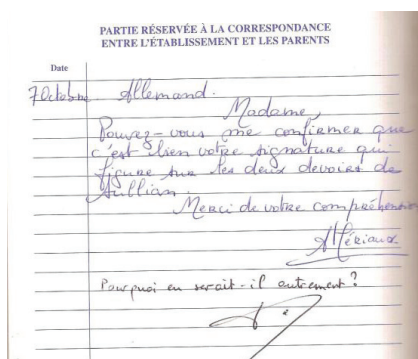 PARTIE RÉSERVÉE À LA CORRESPONDANCE
ENTRE L'ÉTABLISSEMENT ET LES PARENTS
Date
7 Octobre Allemand.
Madame,
Pouvez-vous me confirmer que
c'est bien votre signature qui
figure sur les deux devoirs de
Jullian.
Merci de votre compréhension
Mériaux
Pourquoi en serait-il autrement ?